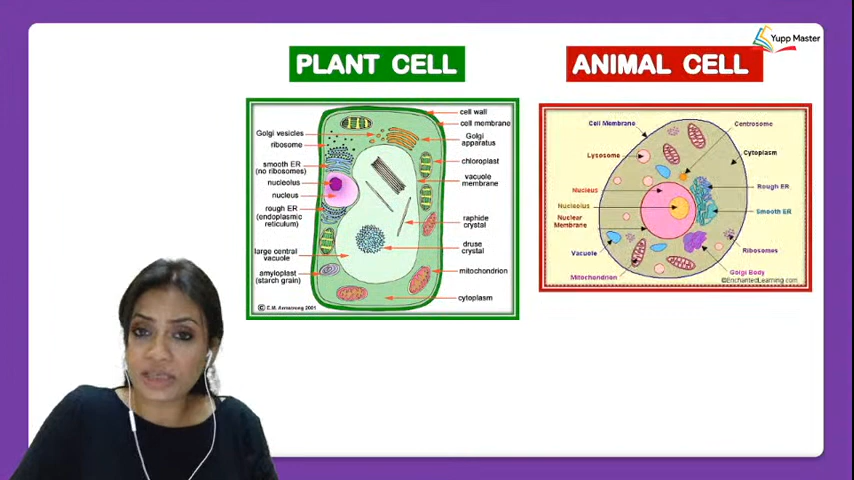 Yupp Master
PLANT CELL
ANIMAL CELL
cell wall
cell membrane
Golgi vesicles
Golgi
apparatus
ribosome
chloroplast
smooth ER
(no ribosomes)
vacuole
membrane
nucleolus
nucleus
rough ER
(endoplasmic
reticulum)
raphide
crystal
druse
crystal
large central
vacuole
amyloplast
(starch grain)
mitochondrion
cytoplasm
© E.M. Armstrong 2001
Cell Membrane
Centrosome
Lysosome
Cytoplasm
Nucleus
Rough ER
Nucleolus
Smooth ER
Nuclear
Membrane
Vacuole
Ribosomes
Mitochondrion
Golgi Body
©EnchantedLearning.com